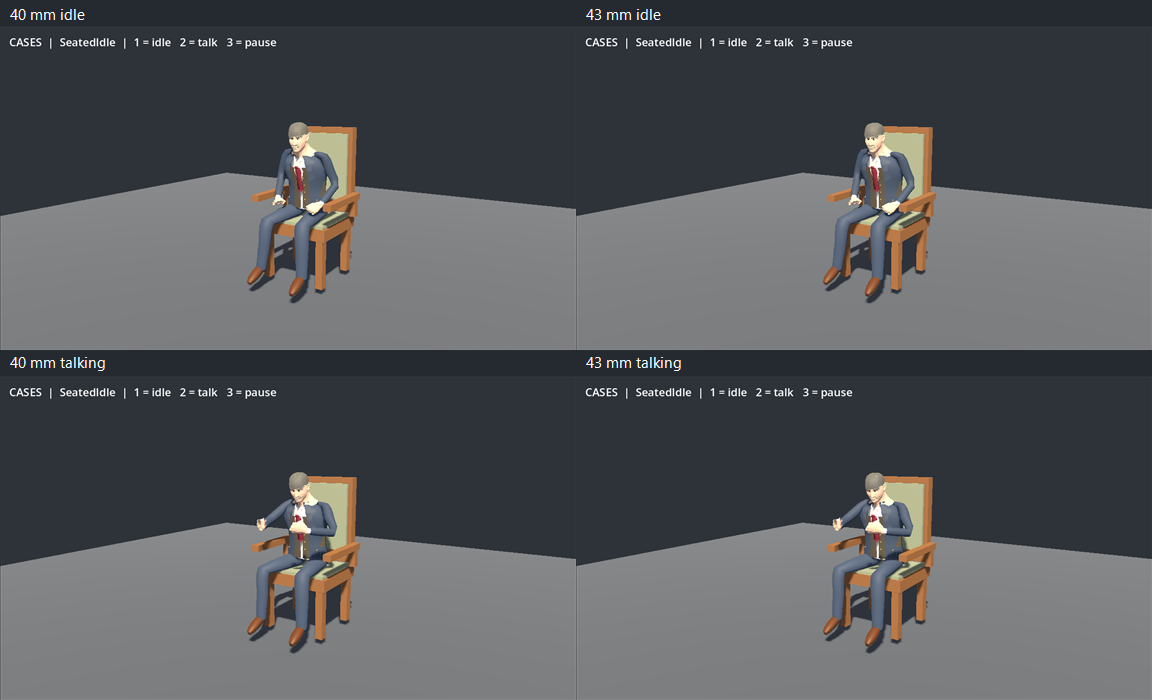 40 mm idle
43 mm idle
CASES | SeatedIdle | 1 = idle 2 = talk 3 = pause
CASES | SeatedIdle | 1 = idle 2 = talk 3 = pause
40 mm talking
43 mm talking
CASES | SeatedIdle | 1 = idle 2 = talk 3 = pause
CASES | SeatedIdle | 1 = idle 2 = talk 3 = pause